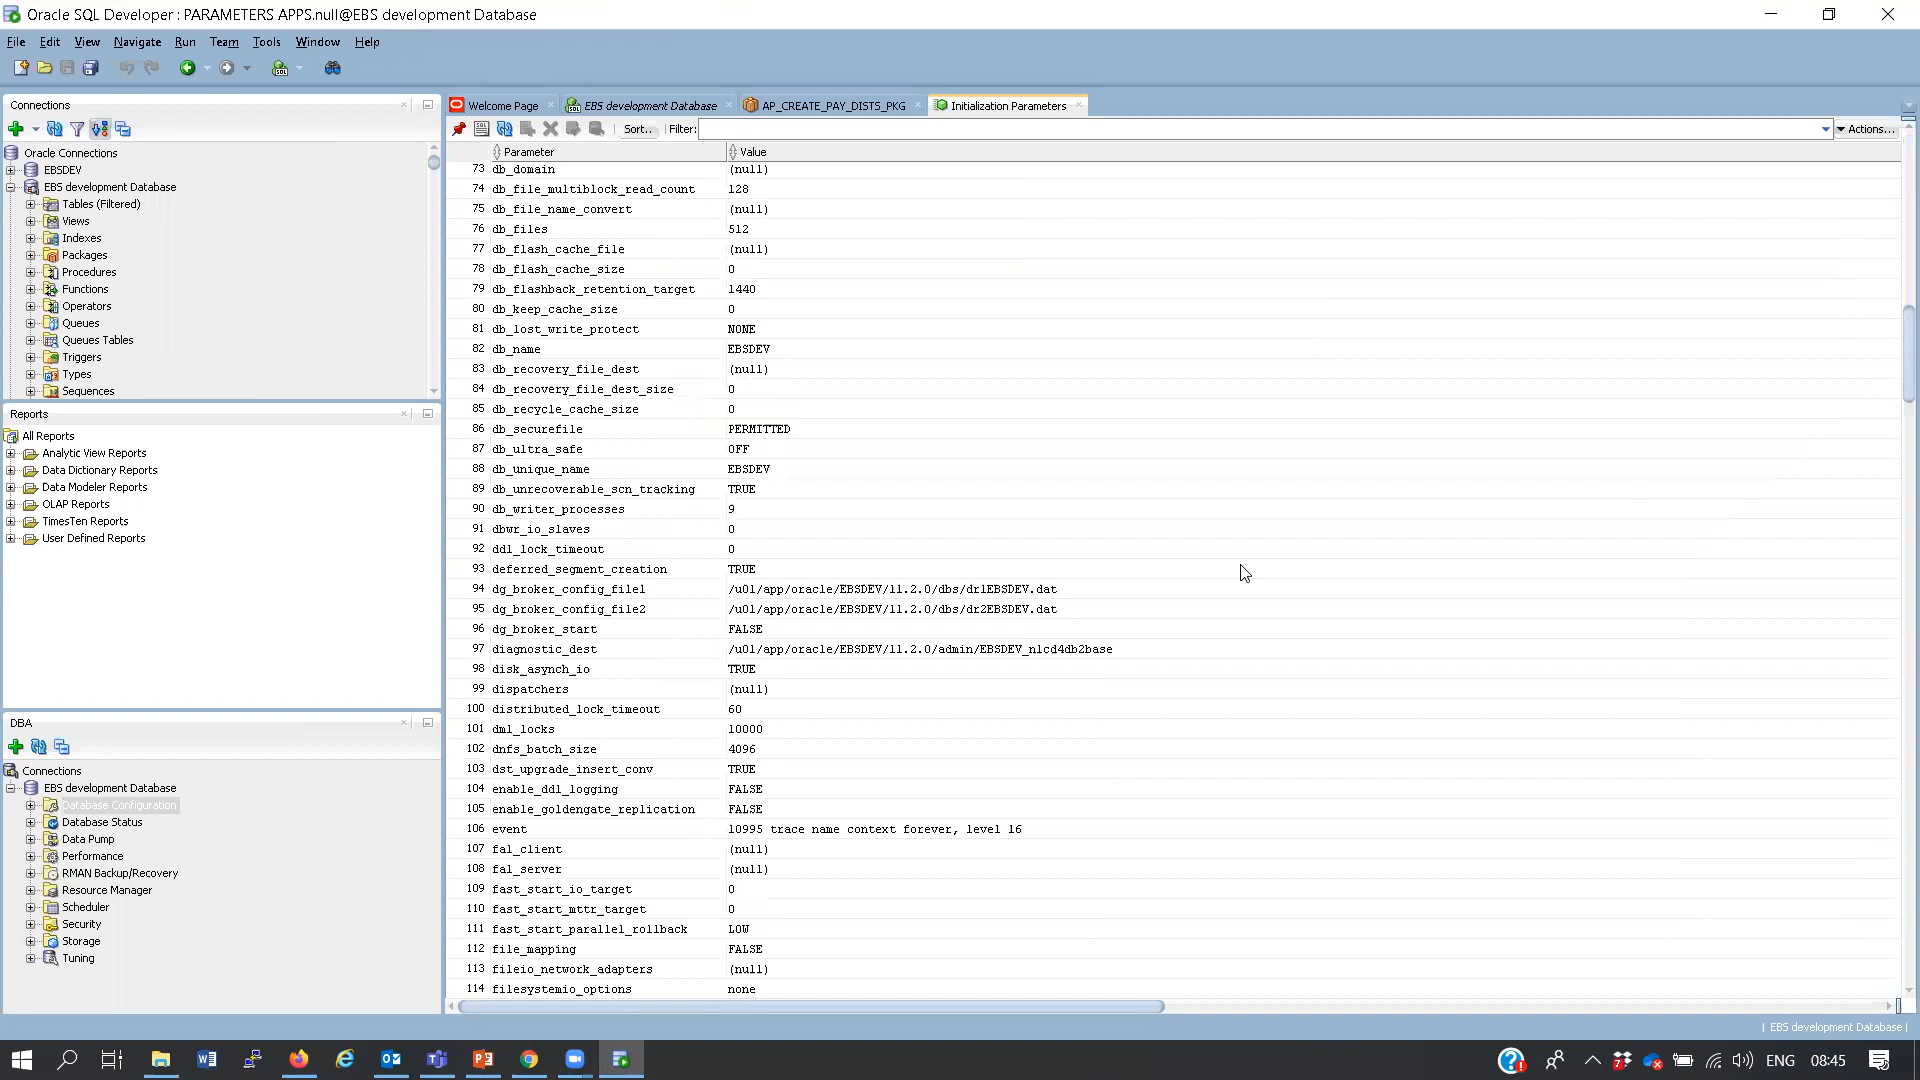 Oracle SQL Developer : PARAMETERS APPS.null@EBS development Database
File Edit View Navigate Run Team Tools Window Help
Connections
Oracle Connections
EBSDEV
EBS development Database
Tables (Filtered)
Views
Indexes
Packages
Procedures
Functions
Operators
Queues
Queues Tables
Triggers
Types
Sequences
Reports
All Reports
Analytic View Reports
Data Dictionary Reports
Data Modeler Reports
OLAP Reports
TimesTen Reports
User Defined Reports
DBA
Connections
EBS development Database
Database Configuration
Database Status
Data Pump
Performance
RMAN Backup/Recovery
Resource Manager
Scheduler
Security
Storage
Tuning
Welcome Page EBS development Database AP_CREATE_PAY_DISTS_PKG Initialization Parameters
Sort.. Filter: Actions...
Parameter Value
73 db_domain (null)
74 db_file_multiblock_read_count 128
75 db_file_name_convert (null)
76 db_files 512
77 db_flash_cache_file (null)
78 db_flash_cache_size 0
79 db_flashback_retention_target 1440
80 db_keep_cache_size 0
81 db_lost_write_protect NONE
82 db_name EBSDEV
83 db_recovery_file_dest (null)
84 db_recovery_file_dest_size 0
85 db_recycle_cache_size 0
86 db_securefile PERMITTED
87 db_ultra_safe OFF
88 db_unique_name EBSDEV
89 db_unrecoverable_scn_tracking TRUE
90 db_writer_processes 9
91 dbwr_io_slaves 0
92 ddl_lock_timeout 0
93 deferred_segment_creation TRUE
94 dg_broker_config_file1 /u01/app/oracle/EBSDEV/11.2.0/dbs/dr1EBSDEV.dat
95 dg_broker_config_file2 /u01/app/oracle/EBSDEV/11.2.0/dbs/dr2EBSDEV.dat
96 dg_broker_start FALSE
97 diagnostic_dest /u01/app/oracle/EBSDEV/11.2.0/admin/EBSDEV_nlcd4db2base
98 disk_asynch_io TRUE
99 dispatchers (null)
100 distributed_lock_timeout 60
101 dml_locks 10000
102 dnfs_batch_size 4096
103 dst_upgrade_insert_conv TRUE
104 enable_ddl_logging FALSE
105 enable_goldengate_replication FALSE
106 event 10995 trace name context forever, level 16
107 fal_client (null)
108 fal_server (null)
109 fast_start_io_target 0
110 fast_start_mttr_target 0
111 fast_start_parallel_rollback LOW
112 file_mapping FALSE
113 fileio_network_adapters (null)
114 filesystemio_options none
EBS development Database
ENG 08:45